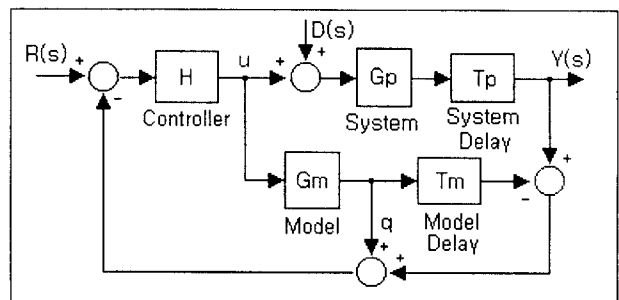 D(s)
R(s) + - H u + + Gp Tp Y(s)
Controller System System
Delay
+
Gm Tm -
Model q Model
Delay
+ +